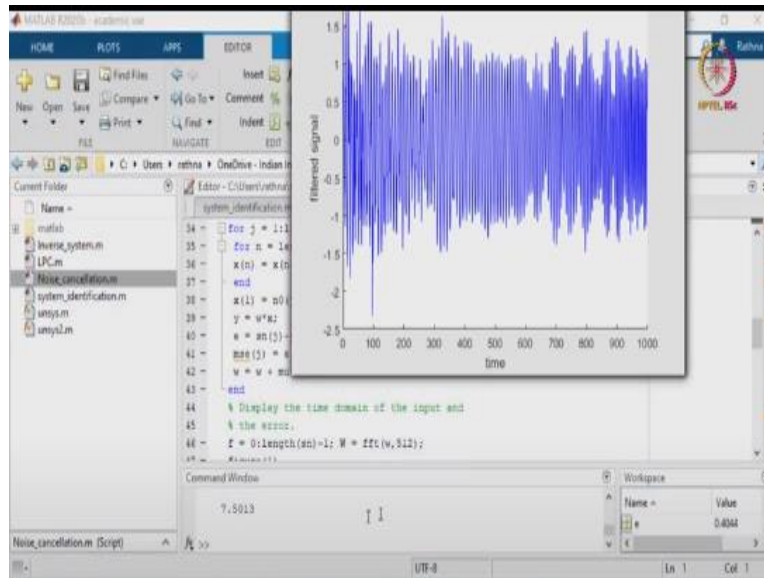 MATLAB R2020b - academic use
HOME PLOTS APPS EDITOR
Rathna
Find Files
Insert
New Open Save
Compare
Go To
Comment
Print
Find
Indent
FILE NAVIGATE EDIT
NPTEL, IISc
C: Users rathna OneDrive - Indian In
Current Folder
Editor - C:\Users\rathna\
Name
system_identification.m
matlab
Inverse_system.m
LPC.m
Noise_cancellation.m
system_identification.m
unsys.m
unsys2.m
34 - for j = 1:l
35 - for n = le
36 - x(n) = x(n
37 - end
38 - x(1) = n0(
39 - y = w*x;
40 - e = sn(j)-
41 - mse(j) = e
42 - w = w + mu
43 - end
44 % Display the time domain of the input and
45 % the error.
46 - f = 0:length(sn)-1; W = fft(w,512);
47 - figure(1)
filtered signal
1.5
1
0.5
0
-0.5
-1
-1.5
-2
-2.5
0 100 200 300 400 500 600 700 800 900 1000
time
Command Window
7.5013
fx >>
Workspace
Name Value
e 0.4044
Noise_cancellation.m (Script)
UTF-8
Ln 1 Col 1